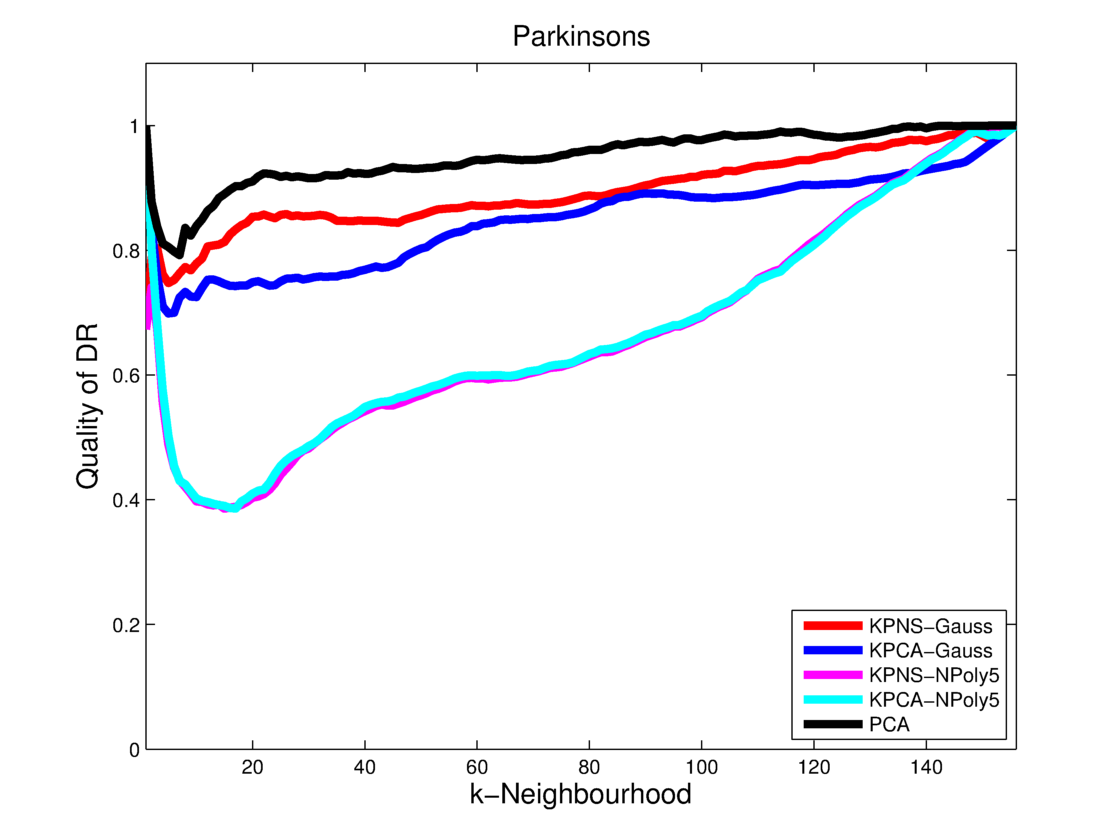 Parkinsons
Quality of DR
1
0.8
0.6
0.4
0.2
0
20 40 60 80 100 120 140
k−Neighbourhood
KPNS−Gauss
KPCA−Gauss
KPNS−NPoly5
KPCA−NPoly5
PCA